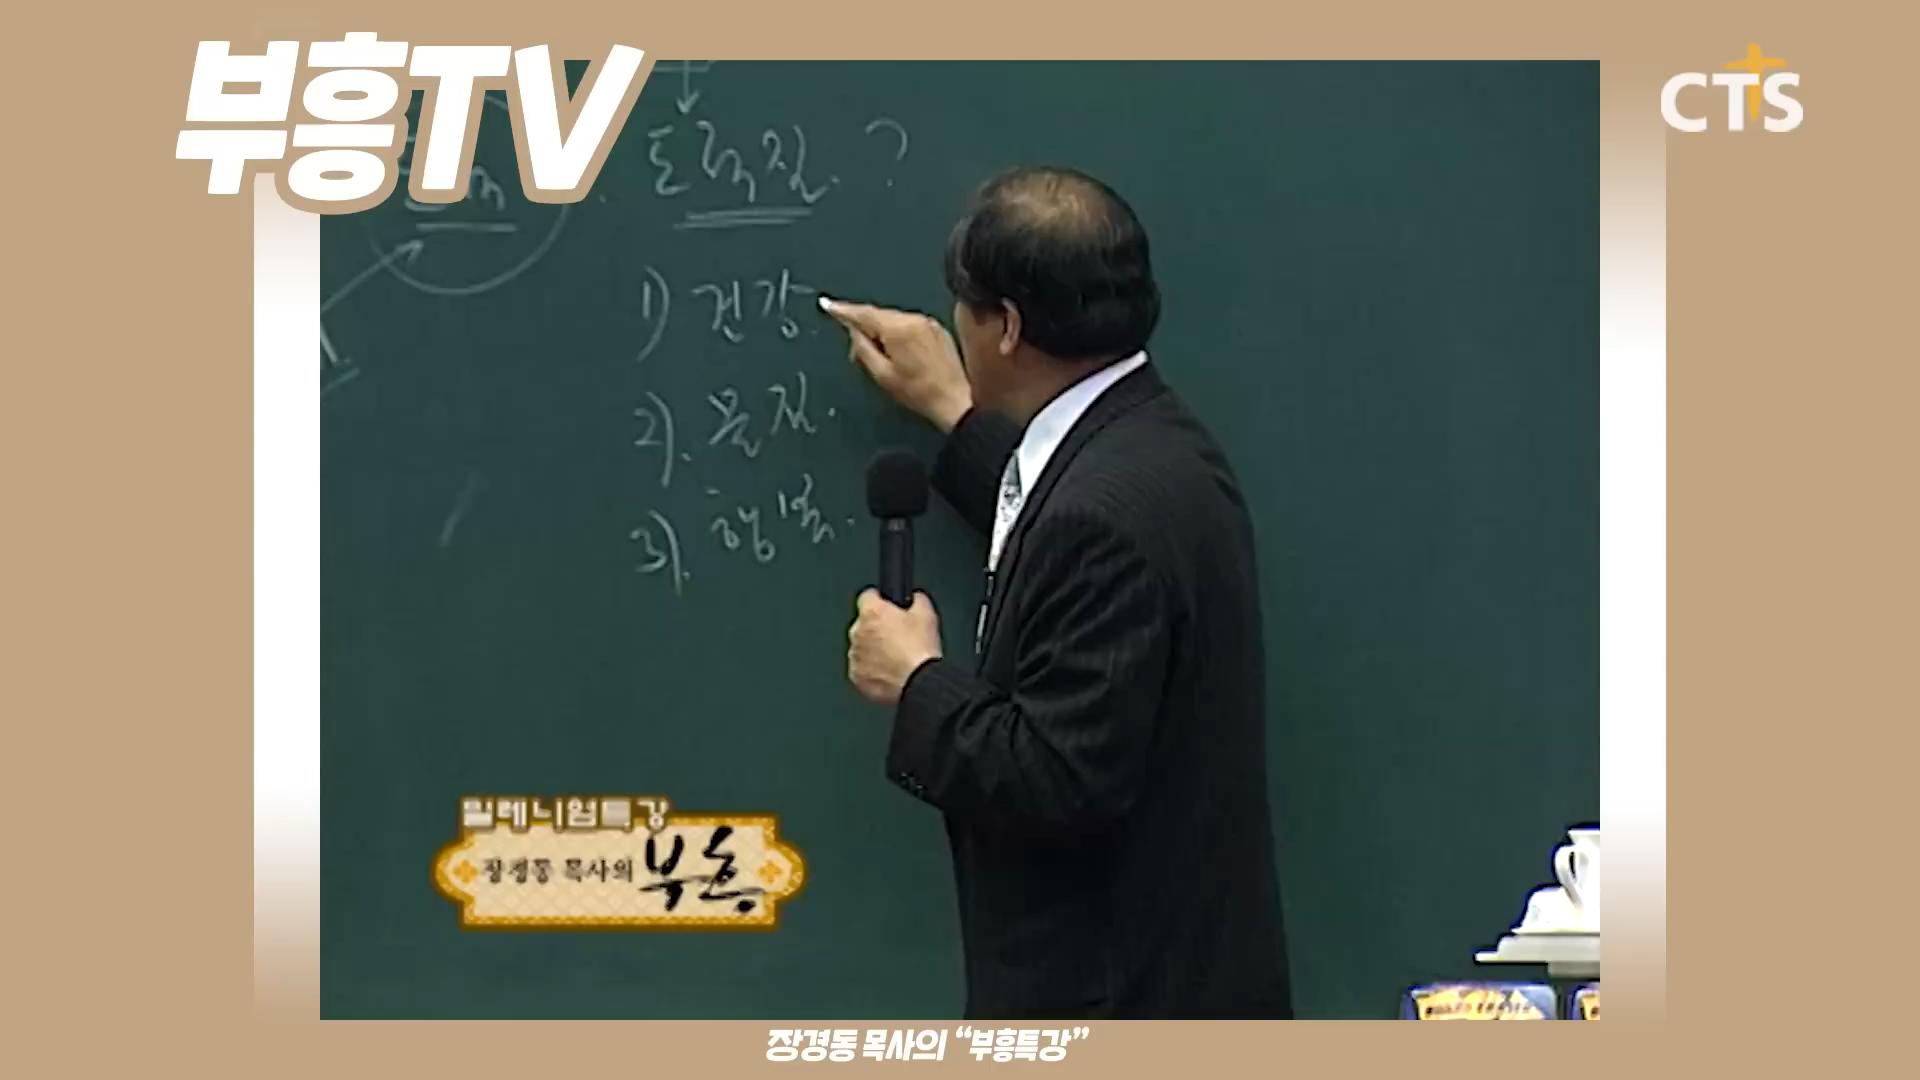 부흥TV
CTS
도둑질. ?
1) 건강.
2). 물질.
3). 행복.
밀레니엄특강
장경동 목사의 부흥
장경동 목사의 “부흥특강”